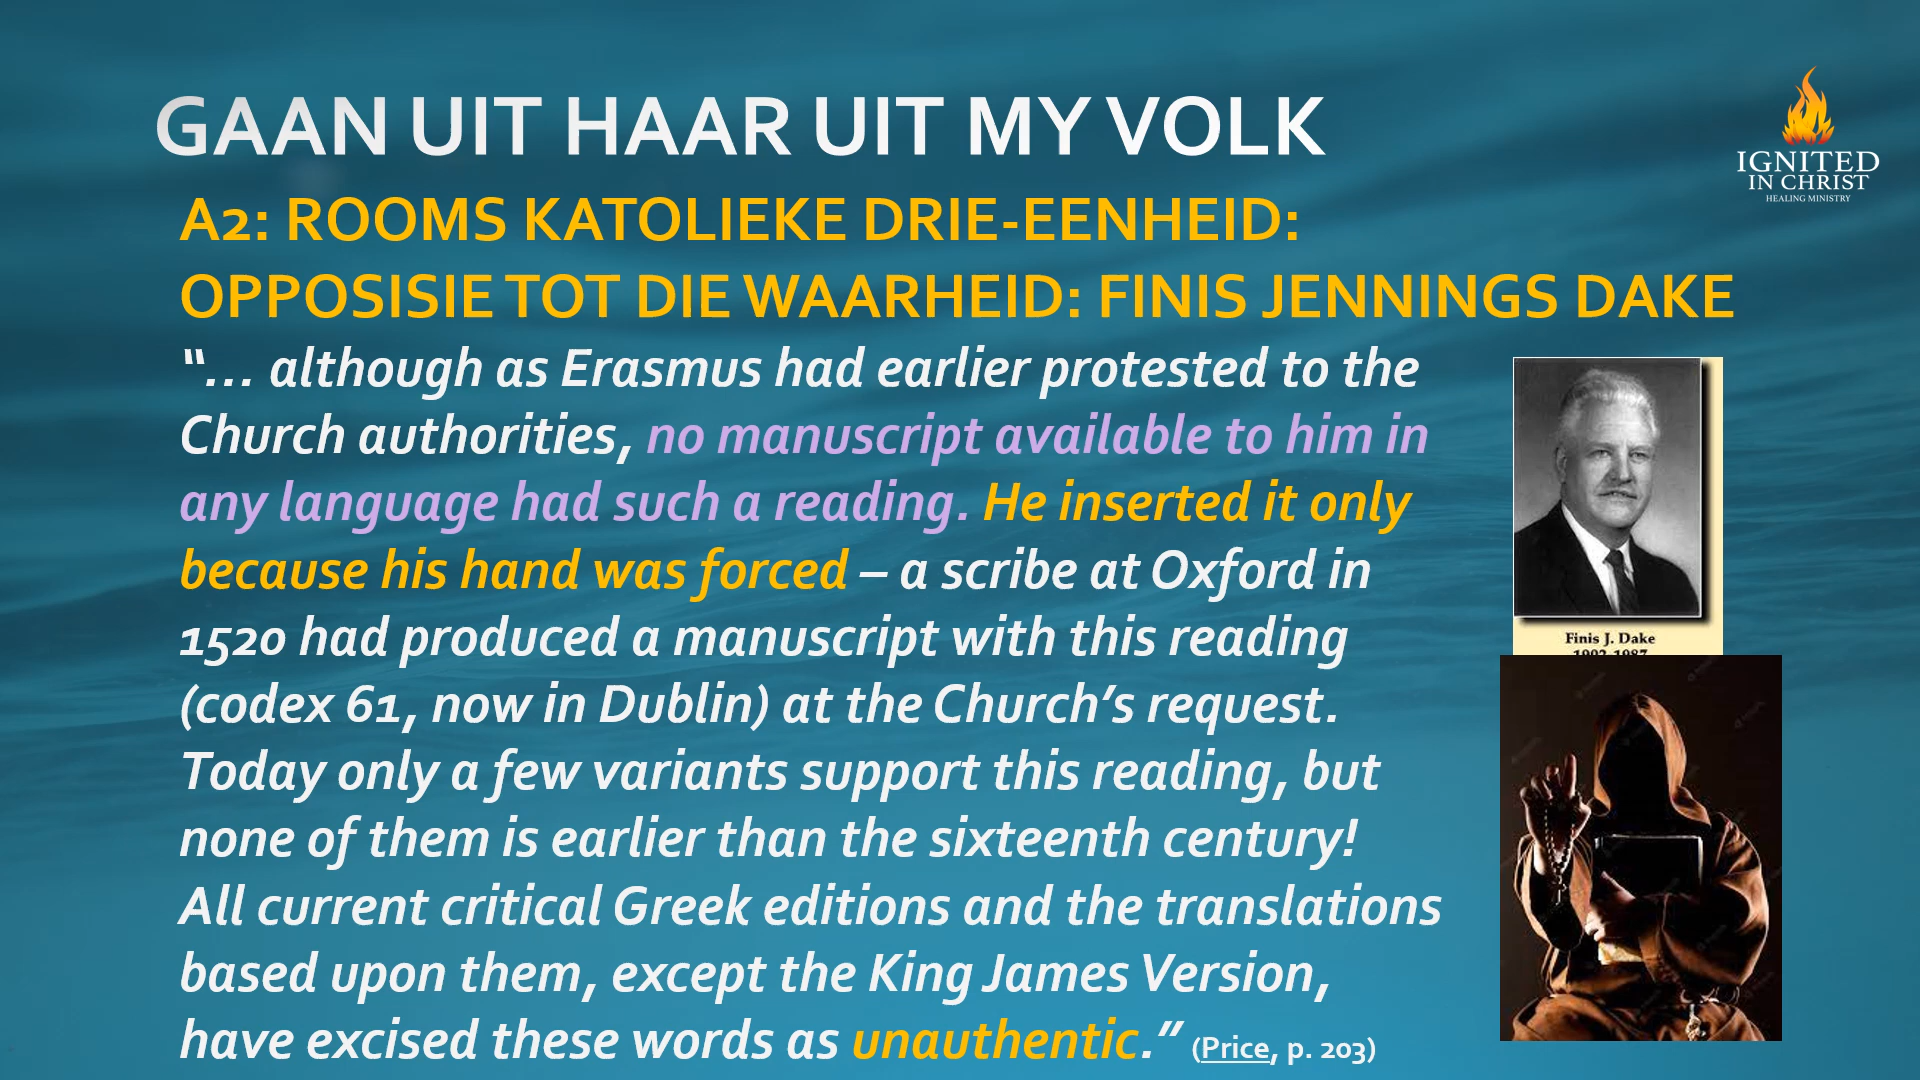 GAAN UIT HAAR UIT MY VOLK
IGNITED
IN CHRIST
HEALING MINISTRY
A2: ROOMS KATOLIEKE DRIE-EENHEID:
OPPOSISIE TOT DIE WAARHEID: FINIS JENNINGS DAKE
“… although as Erasmus had earlier protested to the
Church authorities, no manuscript available to him in
any language had such a reading. He inserted it only
because his hand was forced – a scribe at Oxford in
1520 had produced a manuscript with this reading
(codex 61, now in Dublin) at the Church’s request.
Today only a few variants support this reading, but
none of them is earlier than the sixteenth century!
All current critical Greek editions and the translations
based upon them, except the King James Version,
have excised these words as unauthentic.” (Price, p. 203)
Finis J. Dake
1902-1987